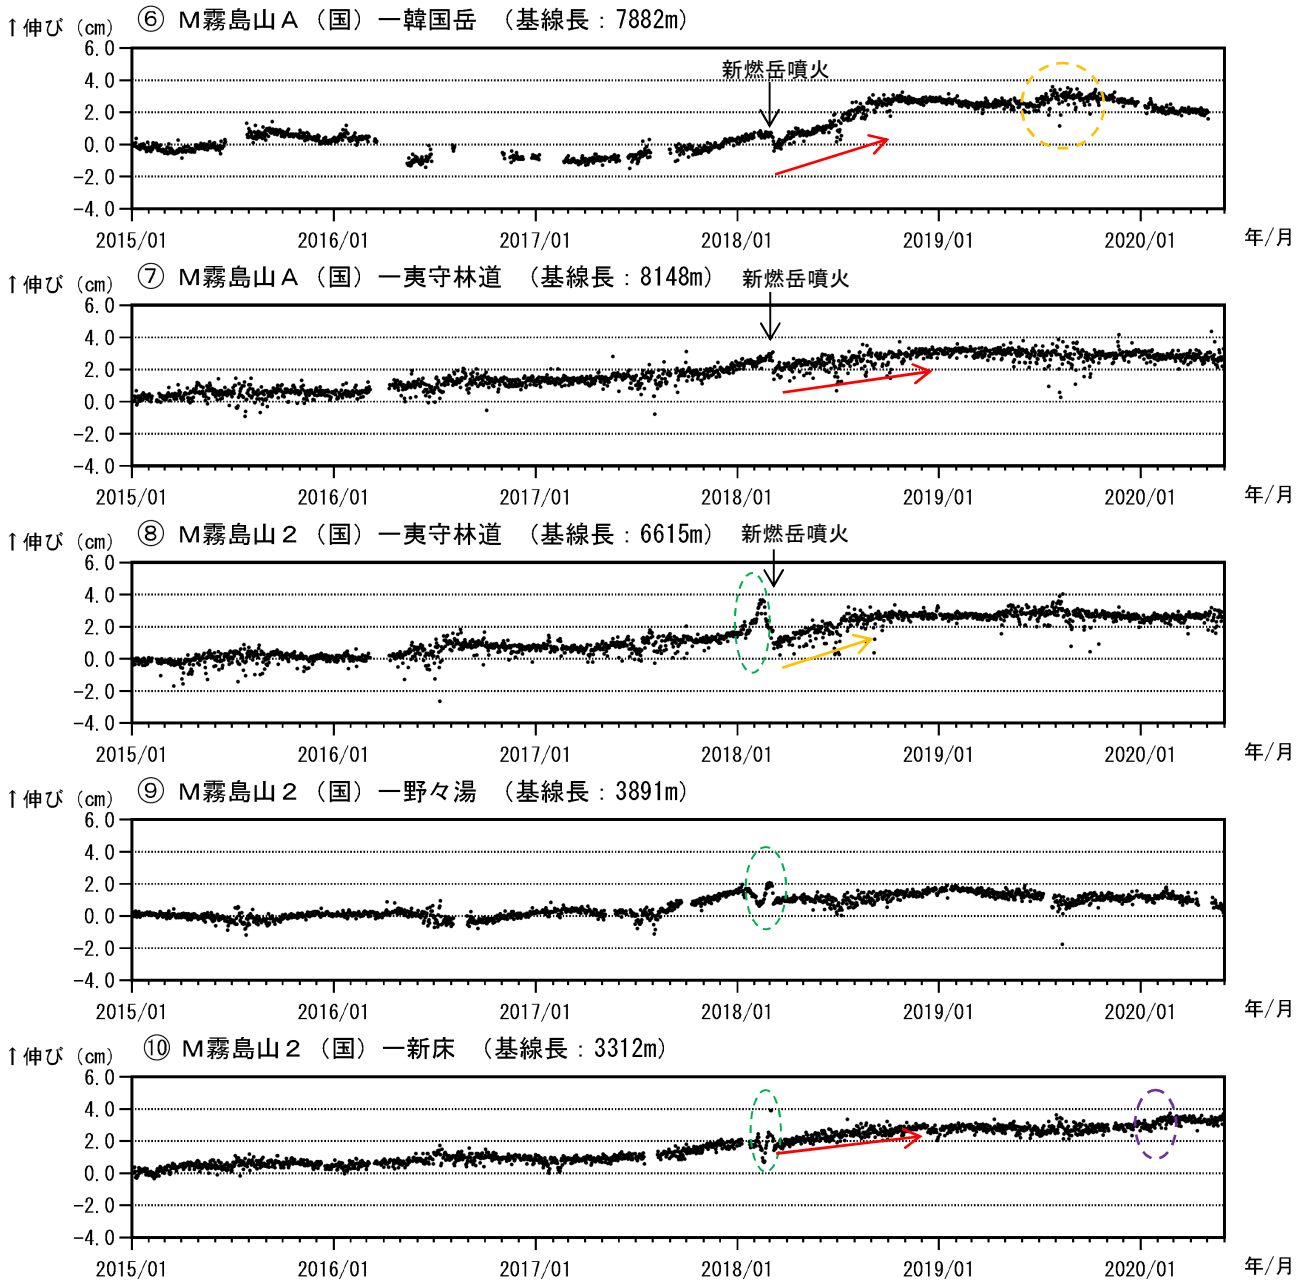 ⑥ M霧島山A（国）ー韓国岳 （基線長：7882m）
↑伸び（cm）
新燃岳噴火
6.0
4.0
2.0
0.0
-2.0
-4.0
2015/01 2016/01 2017/01 2018/01 2019/01 2020/01 年/月
⑦ M霧島山A（国）ー夷守林道 （基線長：8148m） 新燃岳噴火
↑伸び（cm）
6.0
4.0
2.0
0.0
-2.0
-4.0
2015/01 2016/01 2017/01 2018/01 2019/01 2020/01 年/月
⑧ M霧島山2（国）ー夷守林道 （基線長：6615m） 新燃岳噴火
↑伸び（cm）
6.0
4.0
2.0
0.0
-2.0
-4.0
2015/01 2016/01 2017/01 2018/01 2019/01 2020/01 年/月
⑨ M霧島山2（国）ー野々湯 （基線長：3891m）
↑伸び（cm）
6.0
4.0
2.0
0.0
-2.0
-4.0
2015/01 2016/01 2017/01 2018/01 2019/01 2020/01 年/月
⑩ M霧島山2（国）ー新床 （基線長：3312m）
↑伸び（cm）
6.0
4.0
2.0
0.0
-2.0
-4.0
2015/01 2016/01 2017/01 2018/01 2019/01 2020/01 年/月